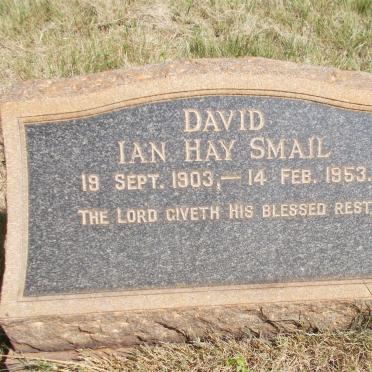 DAVID
IAN HAY SMAIL
19 SEPT. 1903,— 14 FEB. 1953.
THE LORD GIVETH HIS BLESSED REST